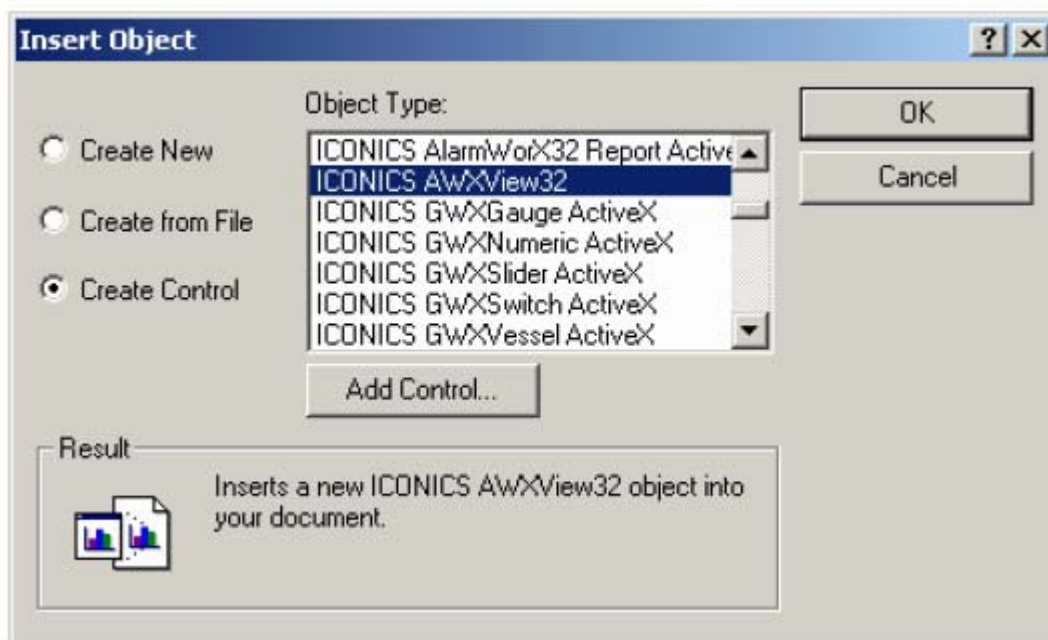 Insert Object
Create New
Create from File
Create Control
Object Type:
ICONICS AlarmWorX32 Report Active
ICONICS AWXView32
ICONICS GWXGauge ActiveX
ICONICS GWXNumeric ActiveX
ICONICS GWXSlider ActiveX
ICONICS GWXSwitch ActiveX
ICONICS GWXVessel ActiveX
Add Control...
OK
Cancel
Result
Inserts a new ICONICS AWXView32 object into
your document.